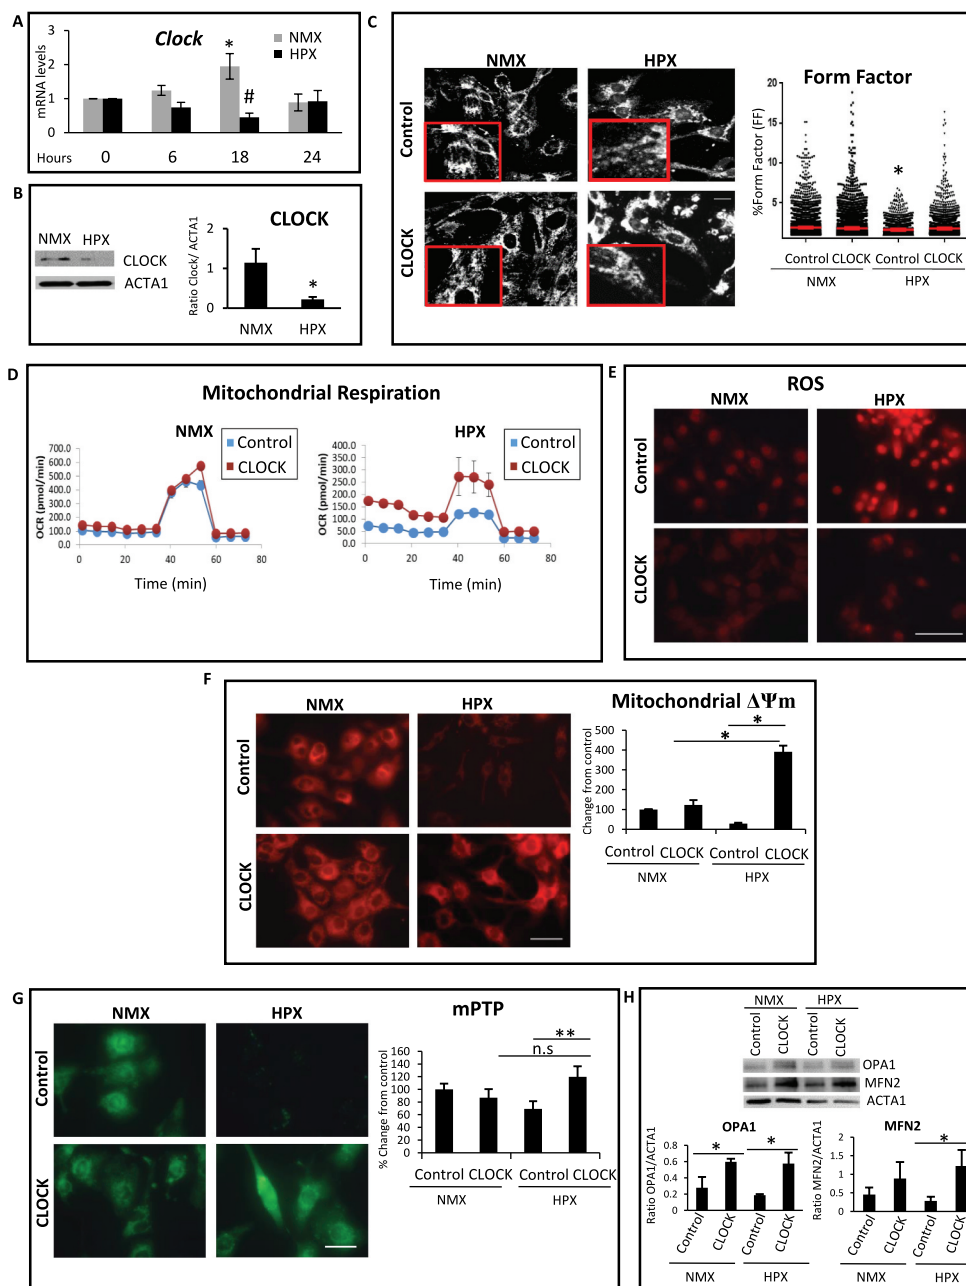 A
Clock
NMX
HPX
mRNA levels
3
2
1
0
*
#
Hours 0 6 18 24
B
NMX HPX
CLOCK
ACTA1
CLOCK
Ratio Clock/ ACTA1
2
1
0
*
NMX HPX
C
NMX HPX
Control
CLOCK
Form Factor
%Form Factor (FF)
20
15
10
5
*
Control CLOCK Control CLOCK
NMX HPX
D
Mitochondrial Respiration
NMX
Control
CLOCK
OCR (pmol/min)
700.0
600.0
500.0
400.0
300.0
200.0
100.0
0.0
0 20 40 60 80
Time (min)
HPX
Control
CLOCK
OCR (pmol/min)
400.00
350.00
300.00
250.00
200.00
150.00
100.00
50.00
0.00
0 20 40 60 80
Time (min)
E
ROS
NMX HPX
Control
CLOCK
F
NMX HPX
Control
CLOCK
Mitochondrial ΔΨm
Change from control
500
400
300
200
100
0
*
*
Control CLOCK Control CLOCK
NMX HPX
G
NMX HPX
Control
CLOCK
mPTP
% Change from control
160
140
120
100
80
60
40
20
0
**
n.s
Control CLOCK Control CLOCK
NMX HPX
H
NMX HPX
Control CLOCK Control CLOCK
OPA1
MFN2
ACTA1
OPA1
Ratio OPA1/ACTA1
0.8
0.6
0.4
0.2
0
* *
Control CLOCK Control CLOCK
NMX HPX
MFN2
Ratio MFN2/ACTA1
2
1.5
1
0.5
0
*
Control CLOCK Control CLOCK
NMX HPX